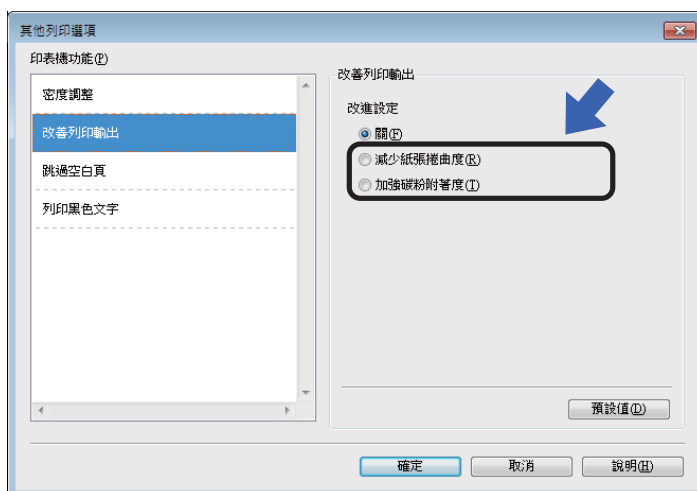 其他列印選項
印表機功能(P)
密度調整
改善列印輸出
跳過空白頁
列印黑色文字
改善列印輸出
改進設定
關(F)
減少紙張捲曲度(R)
加強碳粉附著度(T)
預設值(D)
確定
取消
說明(H)